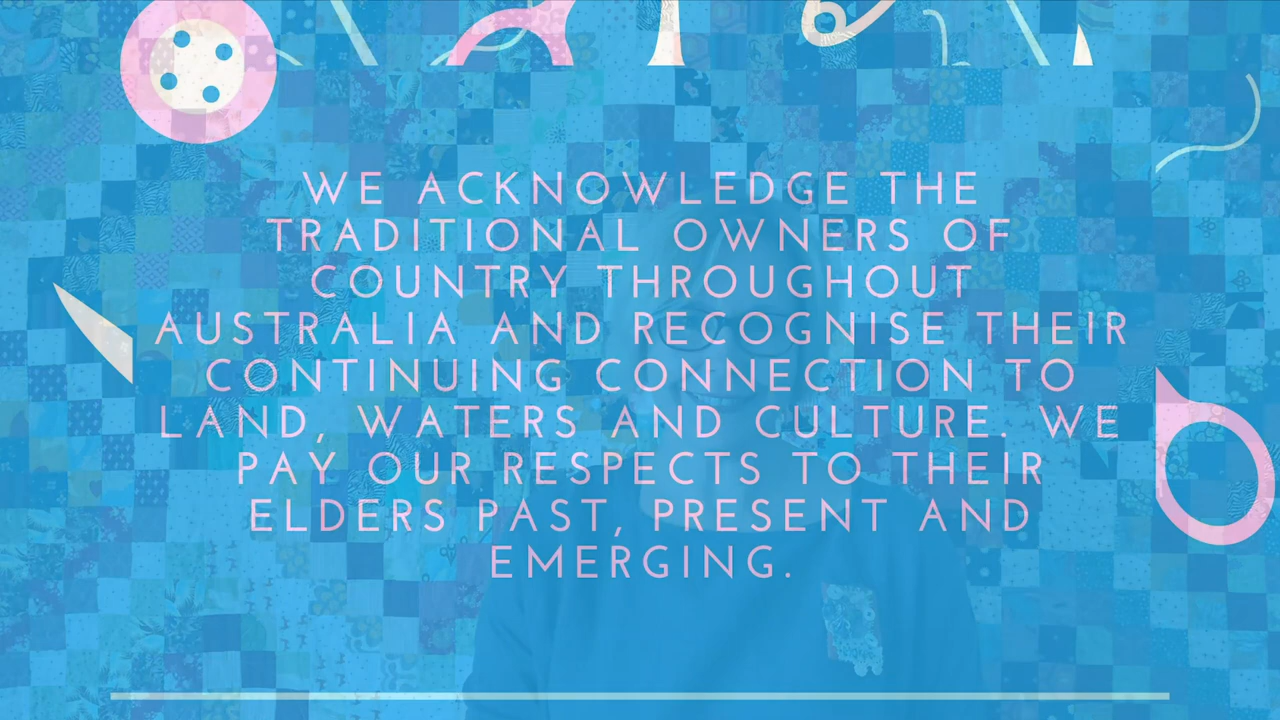 WE ACKNOWLEDGE THE
TRADITIONAL OWNERS OF
COUNTRY THROUGHOUT
AUSTRALIA AND RECOGNISE THEIR
CONTINUING CONNECTION TO
LAND, WATERS AND CULTURE. WE
PAY OUR RESPECTS TO THEIR
ELDERS PAST, PRESENT AND
EMERGING.